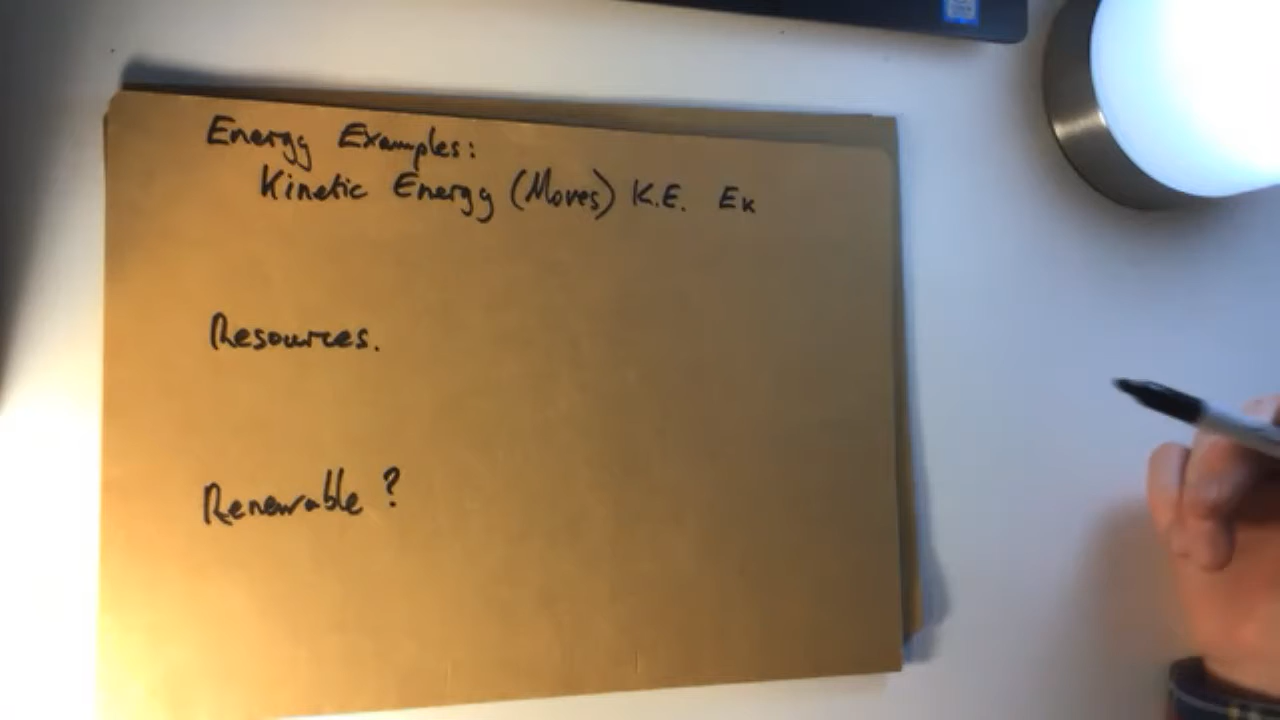 Energy Examples:
Kinetic Energy (Moves) K.E. Ek
Resources.
Renewable?